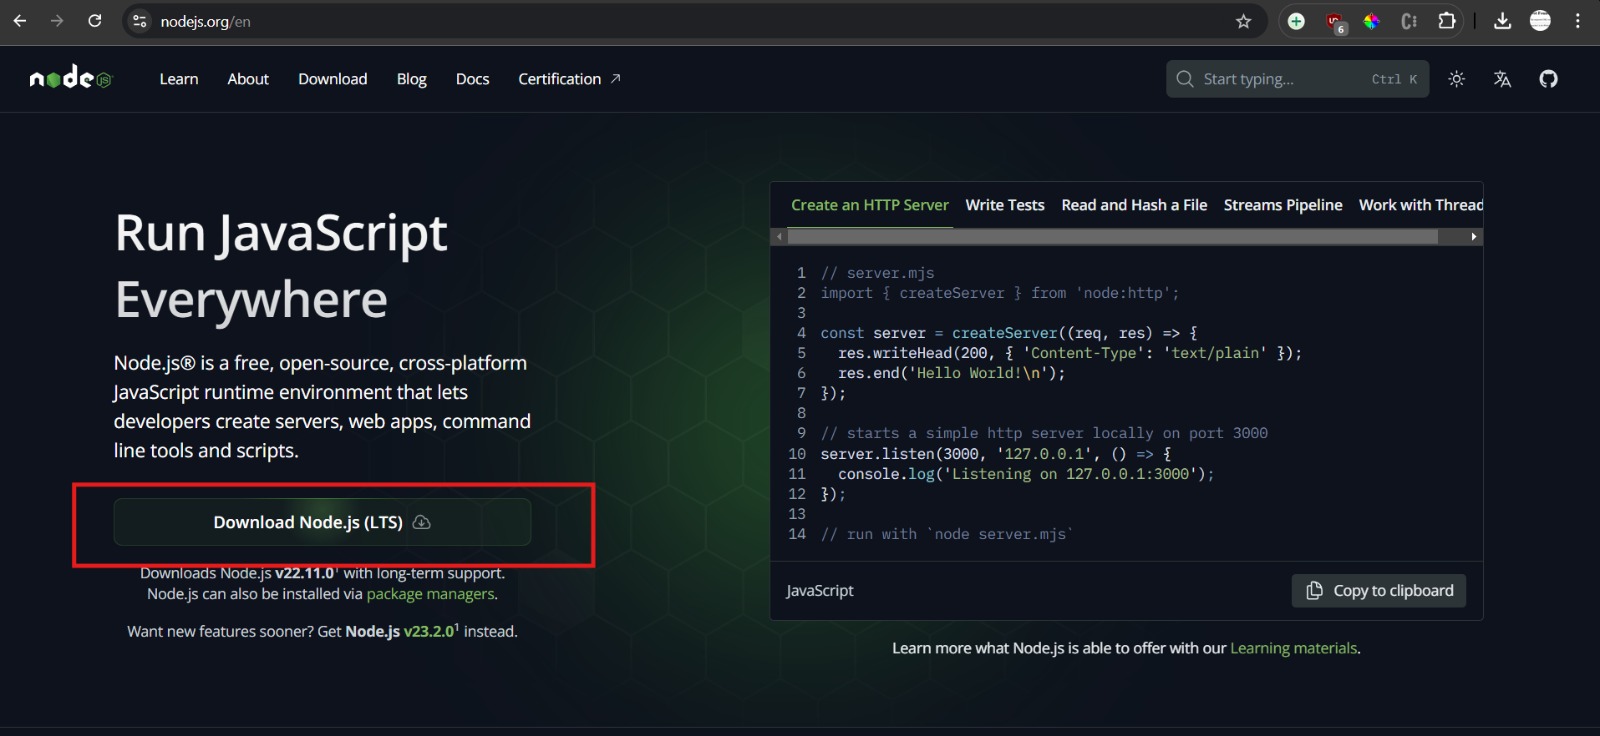 nodejs.org/en
6
node JS
Learn About Download Blog Docs Certification
Start typing... Ctrl K
Run JavaScript
Everywhere
Node.js® is a free, open-source, cross-platform
JavaScript runtime environment that lets
developers create servers, web apps, command
line tools and scripts.
Download Node.js (LTS)
Downloads Node.js v22.11.0¹ with long-term support.
Node.js can also be installed via package managers.
Want new features sooner? Get Node.js v23.2.0¹ instead.
Create an HTTP Server Write Tests Read and Hash a File Streams Pipeline Work with Thread
1 // server.mjs
2 import { createServer } from 'node:http';
3
4 const server = createServer((req, res) => {
5   res.writeHead(200, { 'Content-Type': 'text/plain' });
6   res.end('Hello World!\n');
7 });
8
9 // starts a simple http server locally on port 3000
10 server.listen(3000, '127.0.0.1', () => {
11   console.log('Listening on 127.0.0.1:3000');
12 });
13
14 // run with `node server.mjs`
JavaScript Copy to clipboard
Learn more what Node.js is able to offer with our Learning materials.